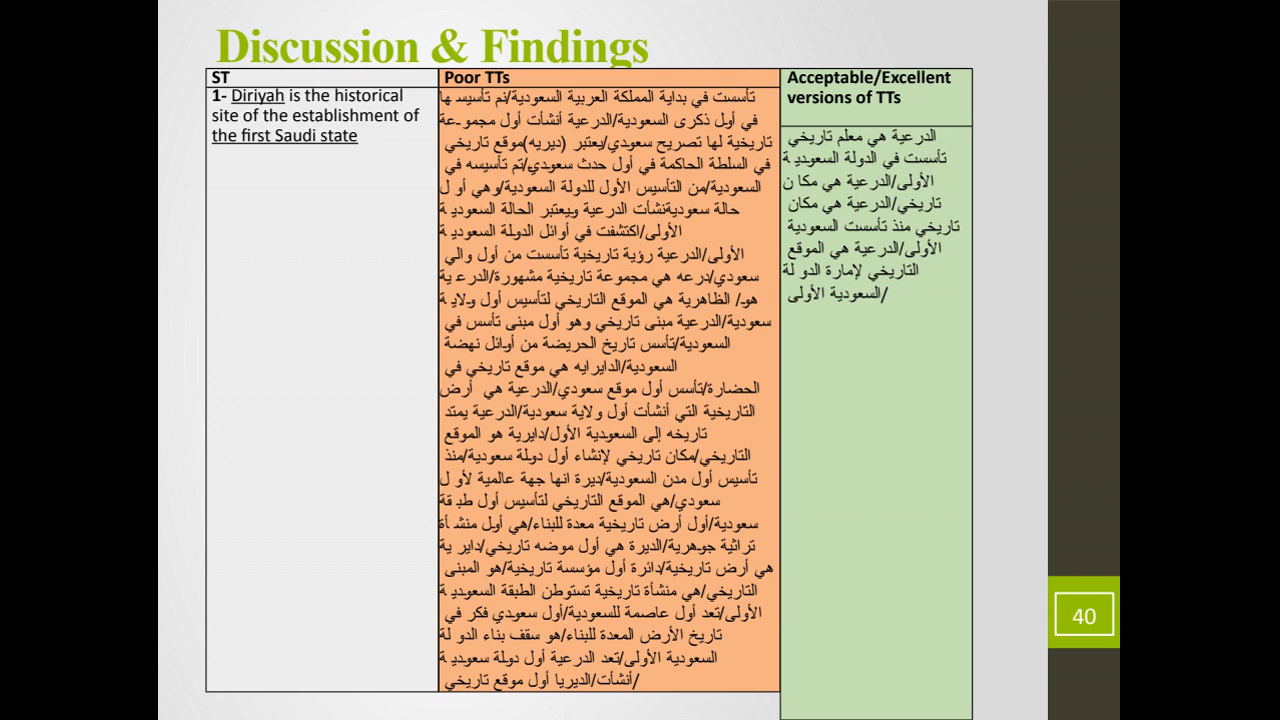 Discussion & Findings
ST
1- Diriyah is the historical
site of the establishment of
the first Saudi state
Poor TTs
تأسست في بداية المملكة العربية السعودية/تم تأسيسها
في أول ذكرى السعودية/الدرعية أنشأت أول مجموعة
تاريخية لها تصريح سعودي/يعتبر (ديريه)موقع تاريخي
في السلطة الحاكمة في أول حدث سعودي/تم تأسيسه في
السعودية/من التأسيس الأول للدولة السعودية/وهي أول
حالة سعوديةنشأت الدرعية ويعتبر الحالة السعودية
الأولى/اكتشفت في أوائل الدولة السعودية
الأولى/الدرعية رؤية تاريخية تأسست من أول والي
سعودي/درعه هي مجموعة تاريخية مشهورة/الدرعية
هو/ الظاهرية هي الموقع التاريخي لتأسيس أول ولاية
سعودية/الدرعية مبنى تاريخي وهو أول مبنى تأسس في
السعودية/تأسس تاريخ الحريضة من أوائل نهضة
السعودية/الدايرايه هي موقع تاريخي في
الحضارة/تأسس أول موقع سعودي/الدرعية هي أرض
التاريخية التي أنشأت أول ولاية سعودية/الدرعية يمتد
تاريخه إلى السعودية الأول/دايرية هو الموقع
التاريخي/مكان تاريخي لإنشاء أول دولة سعودية/منذ
تأسيس أول مدن السعودية/ديرة انها جهة عالمية لأول
سعودي/هي الموقع التاريخي لتأسيس أول طبقة
سعودية/أول أرض تاريخية معدة للبناء/هي أول منشأة
تراثية جوهرية/الديرة هي أول موضه تاريخي/دايرية
هي أرض تاريخية/دائرة أول مؤسسة تاريخية/هو المبنى
التاريخي/هي منشأة تاريخية تستوطن الطبقة السعودية
الأولى/تعد أول عاصمة للسعودية/أول سعودي فكر في
تاريخ الأرض المعدة للبناء/هو سقف بناء الدولة
السعودية الأولى/تعد الدرعية أول دولة سعودية
أنشأت/الديريا أول موقع تاريخي/
Acceptable/Excellent
versions of TTs
الدرعية هي معلم تاريخي
تأسست في الدولة السعودية
الأولى/الدرعية هي مكان
تاريخي/الدرعية هي مكان
تاريخي منذ تأسست السعودية
الأولى/الدرعية هي الموقع
التاريخي لإمارة الدولة
السعودية الأولى/
40